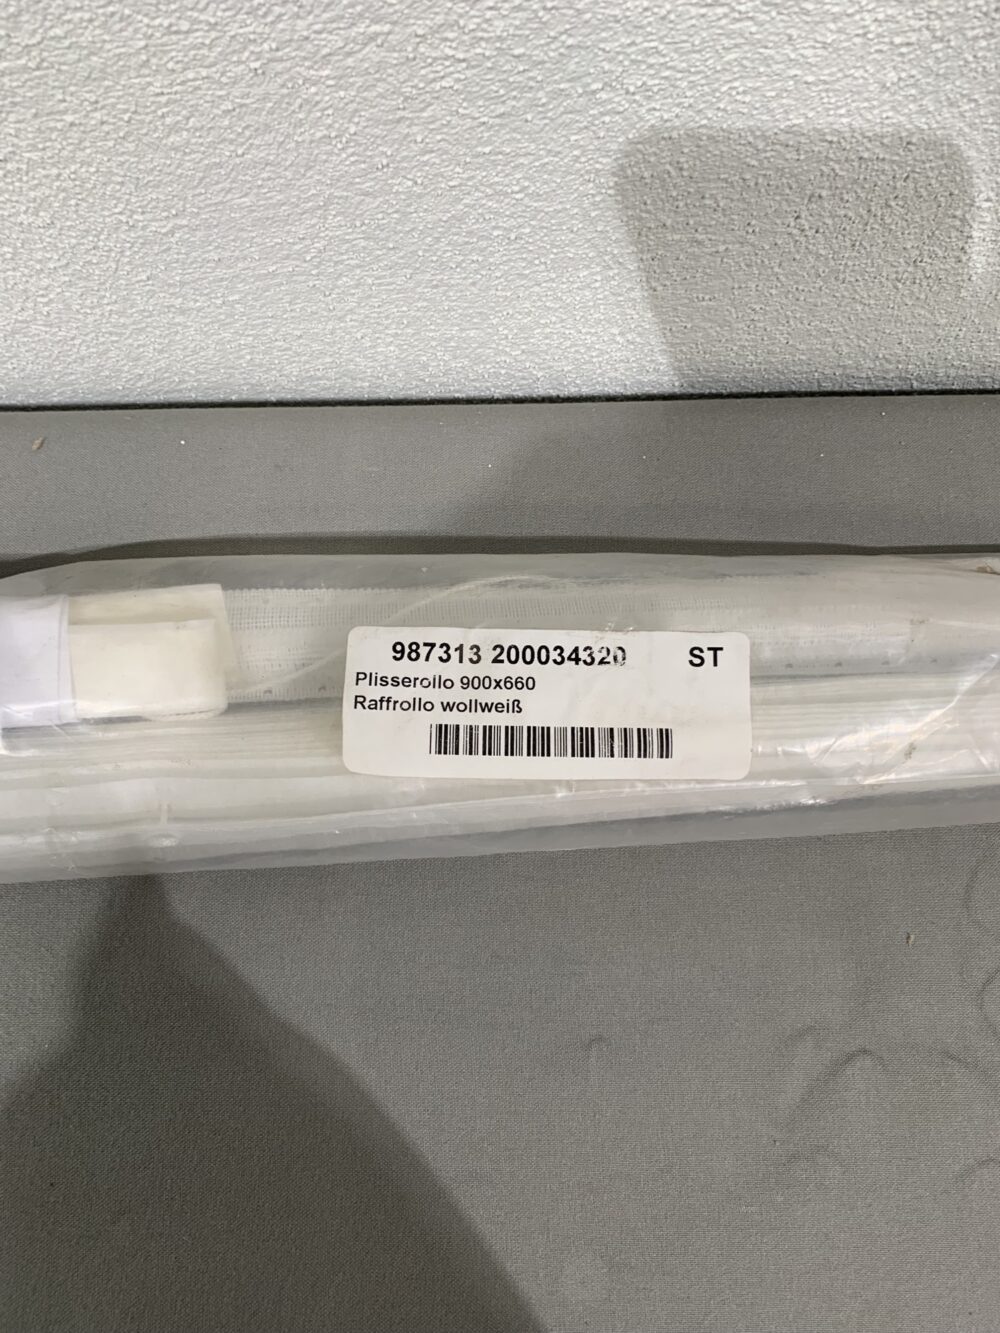 987313 200034320 ST
Plisserollo 900x660
Raffrollo wollweiß